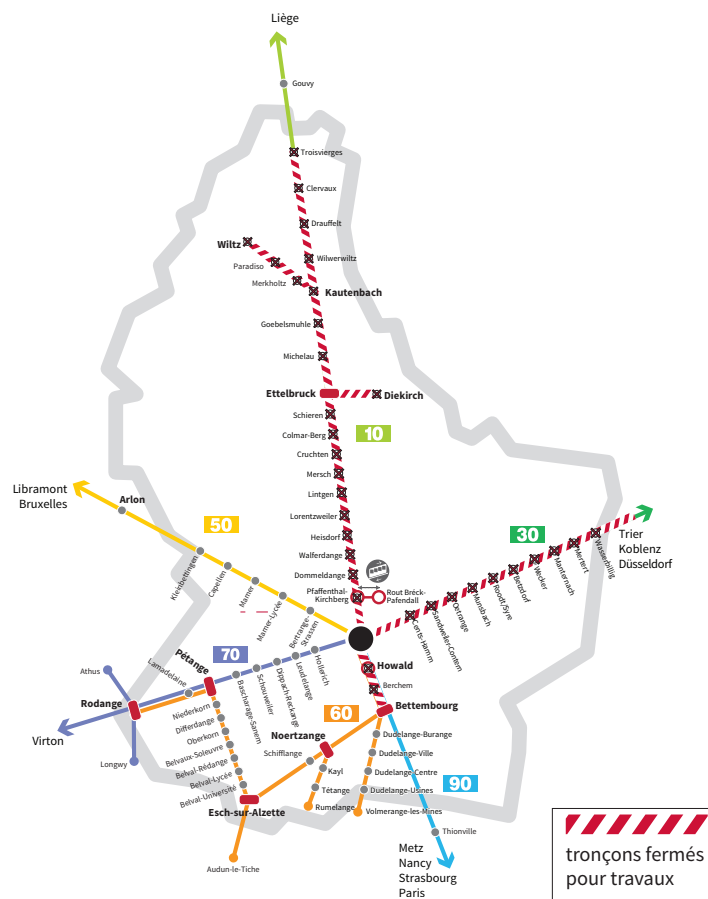 Liège
Gouvy
Troisvierges
Clervaux
Drauffelt
Wiltz
Wilwerwiltz
Paradiso
Merkholtz
Kautenbach
Goebelsmuhle
Michelau
Ettelbruck
Diekirch
Schieren
10
Colmar-Berg
Cruchten
Mersch
Lintgen
Lorentzweiler
Heisdorf
Walferdange
Dommeldange
Pfaffenthal-
Kirchberg
Rout Bréck-
Pafendall
Libramont
Bruxelles
Arlon
50
Kleinbettingen
Capellen
Mamer
Mamer-Lycée
Bertrange-
Strassen
30
Trier
Koblenz
Düsseldorf
Wasserbillig
Mertert
Manternach
Wecker
Betzdorf
Roodt/Syre
Munsbach
Oetrange
Sandweiler-Contern
Cents-Hamm
Howald
Berchem
Bettembourg
70
Hollerich
Leudelange
Dippach-Reckange
Schouweiler
Bascharage-Sanem
Pétange
Lamadelaine
Athus
Rodange
Virton
Longwy
Niederkorn
Differdange
Oberkorn
Belvaux-Soleuvre
Belval-Rédange
Belval-Lycée
Belval-Université
Esch-sur-Alzette
Audun-le-Tiche
60
Noertzange
Schifflange
Kayl
Tétange
Rumelange
Dudelange-Burange
Dudelange-Ville
Dudelange Centre
Dudelange-Usines
Volmerange-les-Mines
90
Thionville
Metz
Nancy
Strasbourg
Paris
tronçons fermés
pour travaux